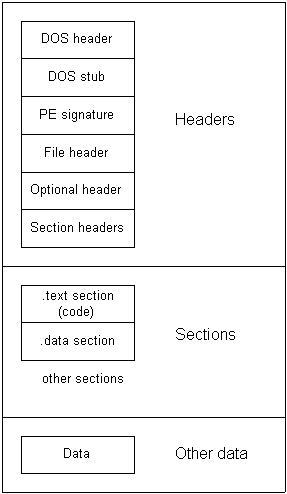 DOS header
DOS stub
PE signature
Headers
File header
Optional header
Section headers
.text section
(code)
.data section
Sections
other sections
Data
Other data